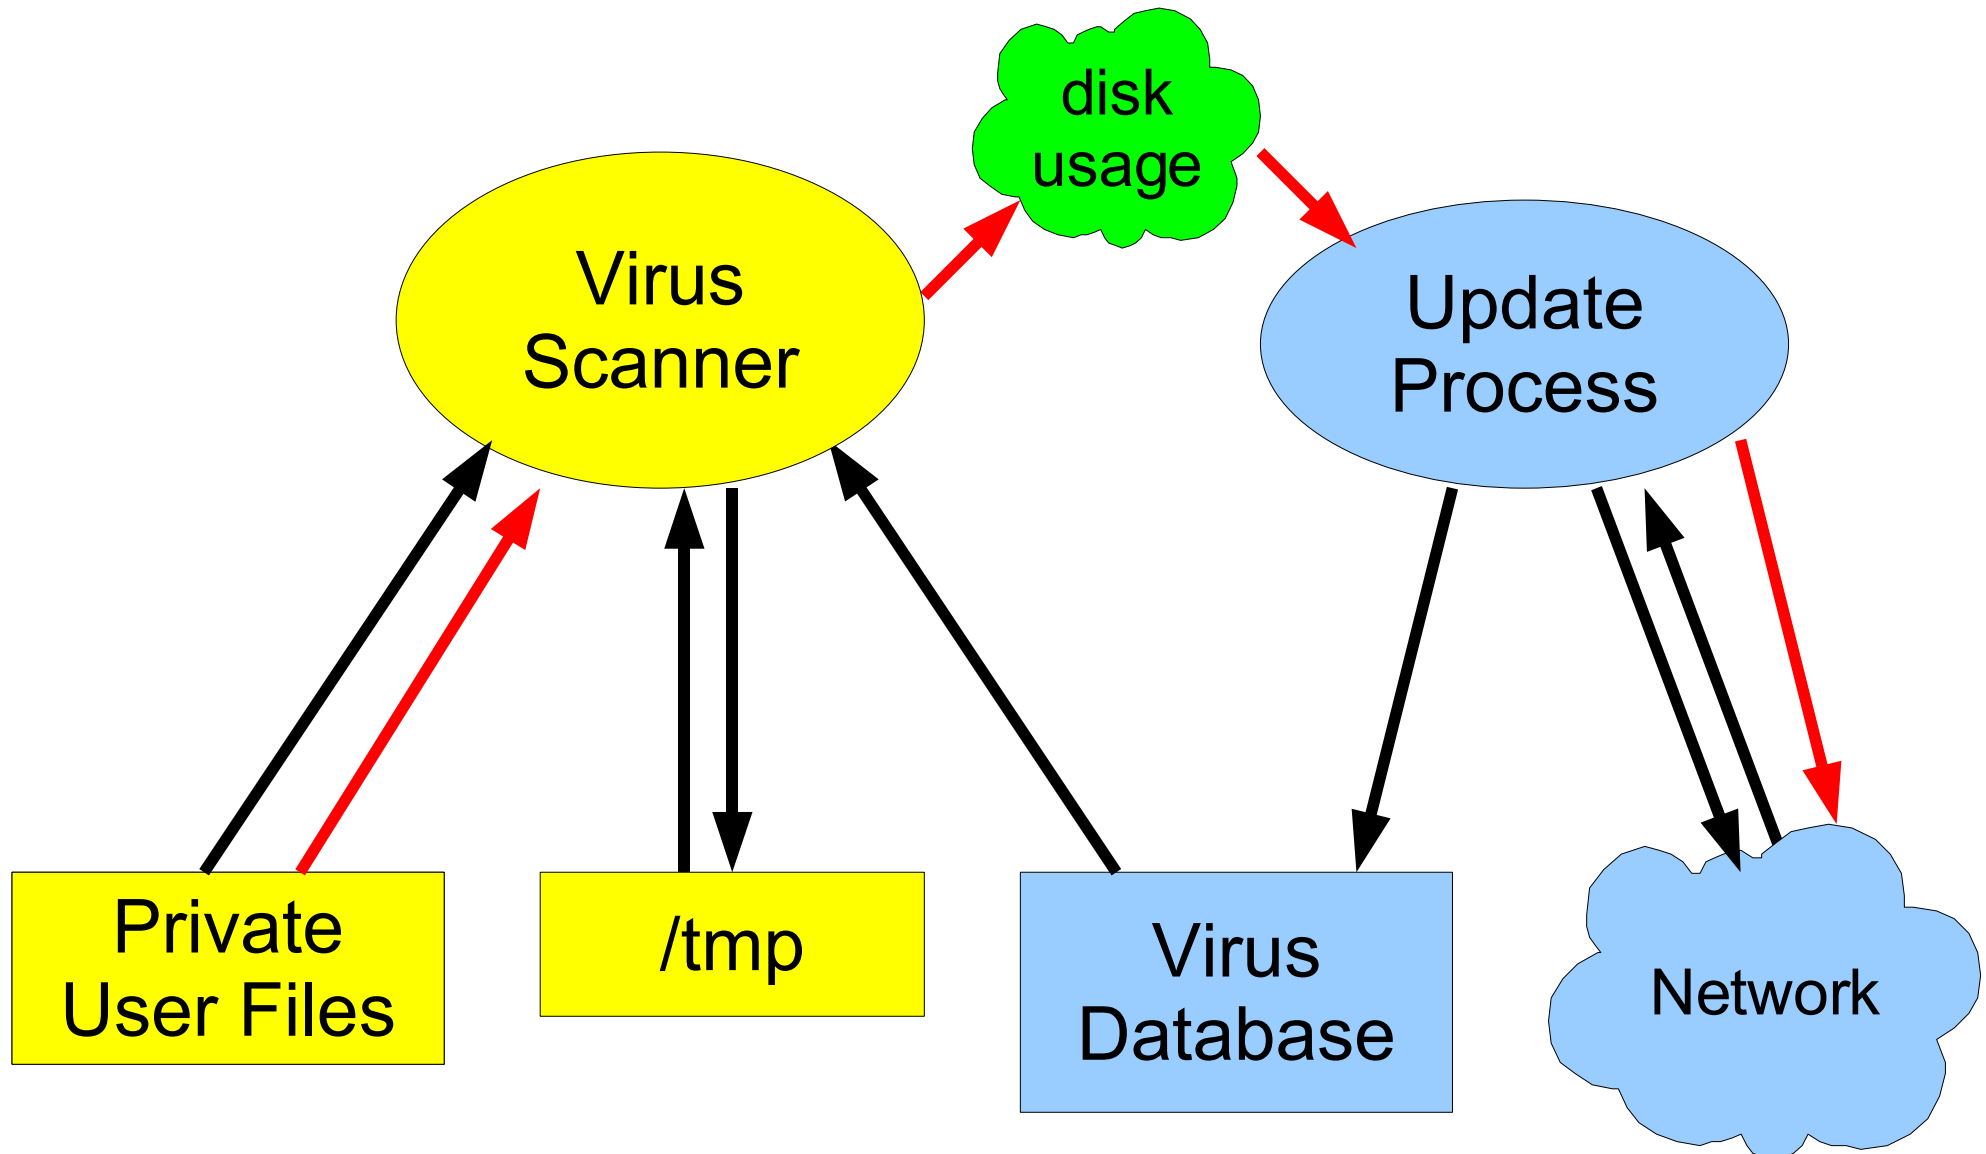 disk
usage
Virus
Scanner
Update
Process
Private
User Files
/tmp
Virus
Database
Network